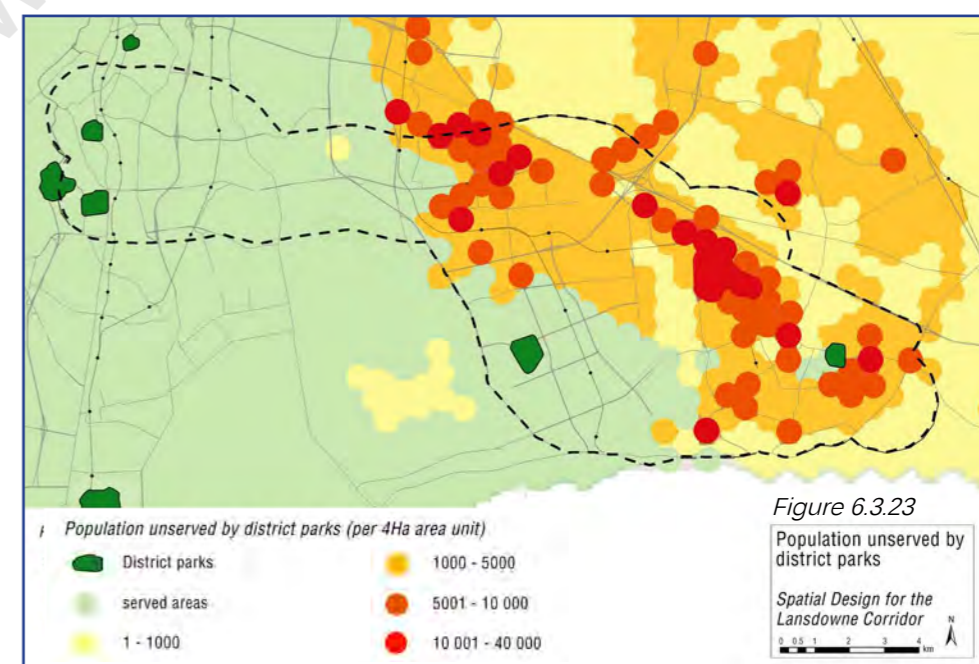 Figure 6.3.23
Population unserved by district parks (per 4Ha area unit)
District parks
served areas
1 - 1000
1000 - 5000
5001 - 10 000
10 001 - 40 000
Population unserved by
district parks
Spatial Design for the
Lansdowne Corridor
N
0 0.5 1 2 3 4
km